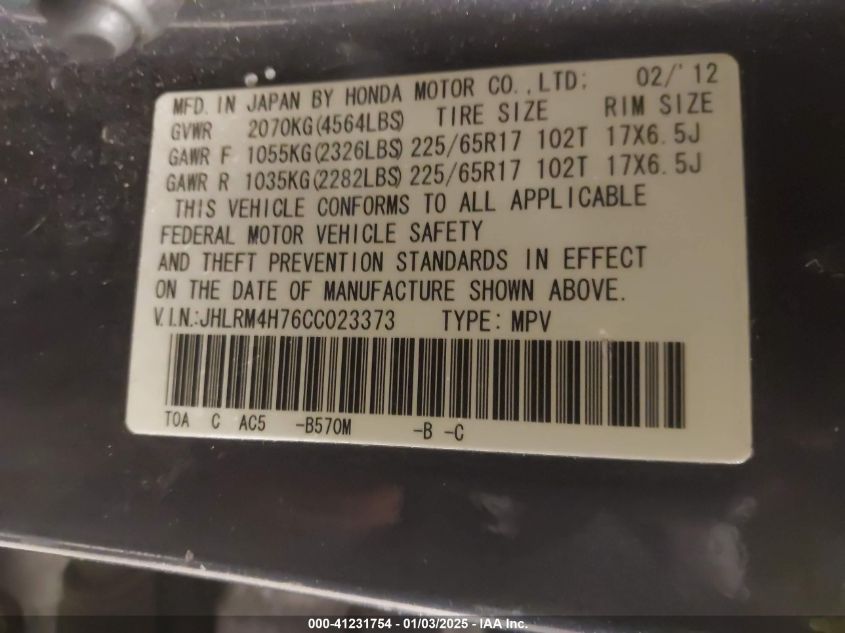 MFD. IN JAPAN BY HONDA MOTOR CO., LTD: 02/'12
GVWR 2070KG(4564LBS) TIRE SIZE RIM SIZE
GAWR F 1055KG(2326LBS) 225/65R17 102T 17X6.5J
GAWR R 1035KG(2282LBS) 225/65R17 102T 17X6.5J
THIS VEHICLE CONFORMS TO ALL APPLICABLE
FEDERAL MOTOR VEHICLE SAFETY
AND THEFT PREVENTION STANDARDS IN EFFECT
ON THE DATE OF MANUFACTURE SHOWN ABOVE.
V.I.N.:JHLRM4H76CC023373 TYPE: MPV
TOA C AC5 -B570M -B -C
000-41231754 - 01/03/2025 - IAA Inc.